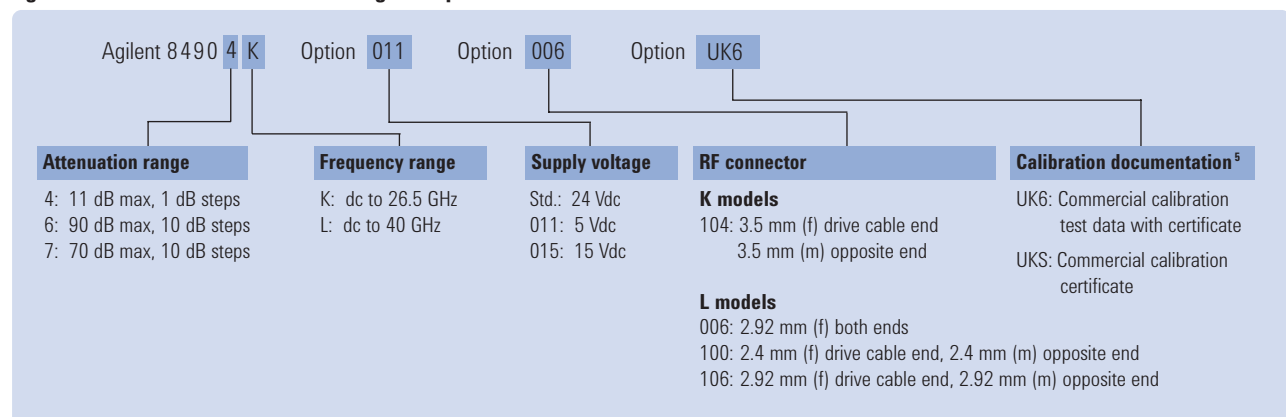 Agilent 8490 4 K Option 011 Option 006 Option UK6
Attenuation range
4: 11 dB max, 1 dB steps
6: 90 dB max, 10 dB steps
7: 70 dB max, 10 dB steps
Frequency range
K: dc to 26.5 GHz
L: dc to 40 GHz
Supply voltage
Std.: 24 Vdc
011: 5 Vdc
015: 15 Vdc
RF connector
K models
104: 3.5 mm (f) drive cable end
3.5 mm (m) opposite end
L models
006: 2.92 mm (f) both ends
100: 2.4 mm (f) drive cable end, 2.4 mm (m) opposite end
106: 2.92 mm (f) drive cable end, 2.92 mm (m) opposite end
Calibration documentation 5
UK6: Commercial calibration
test data with certificate
UKS: Commercial calibration
certificate